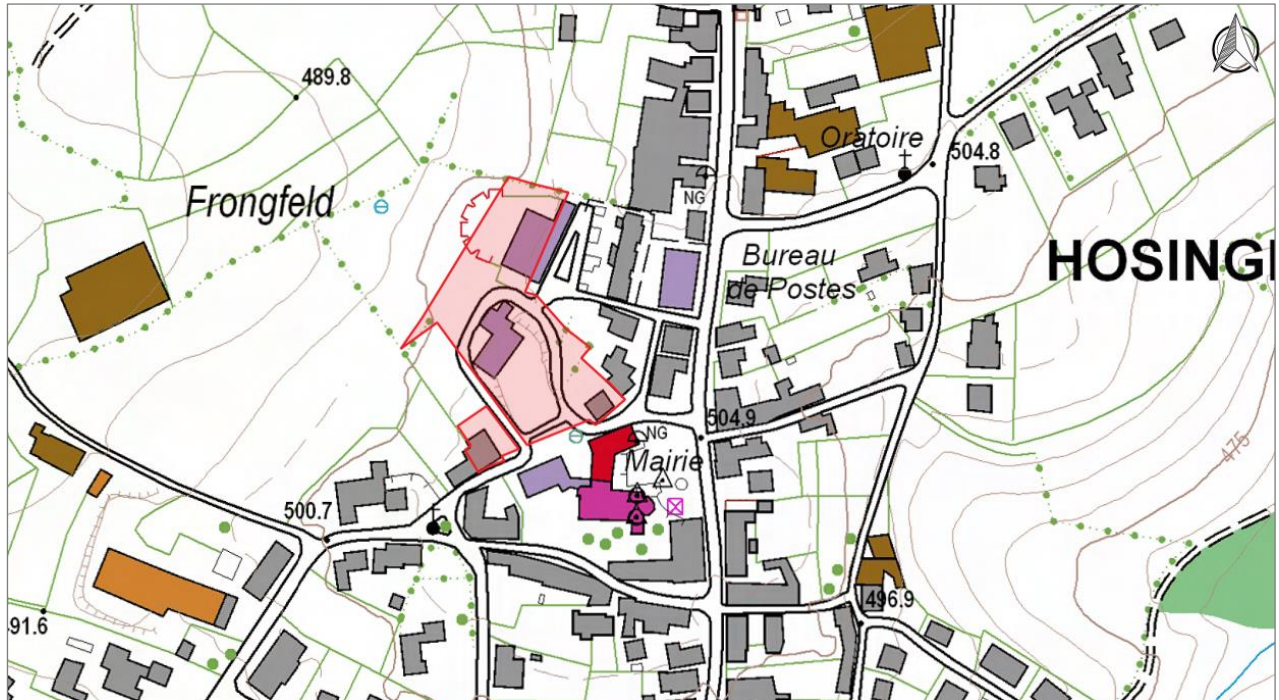 489.8
Oratoire
504.8
Frongfeld
NG
Bureau
de Postes
HOSING
504.9
NG
Mairie
475
500.7
496.9
91.6